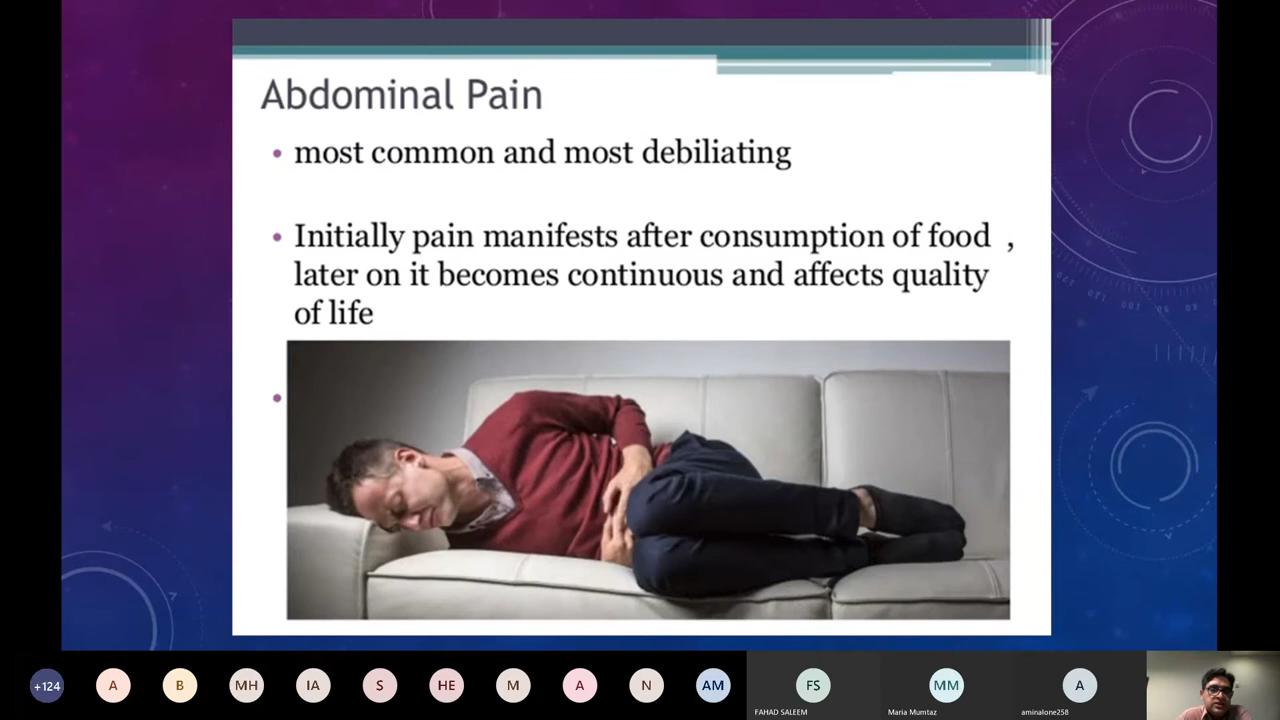 Abdominal Pain
• most common and most debiliating
• Initially pain manifests after consumption of food ,
later on it becomes continuous and affects quality
of life
•
+124
A
B
MH
IA
S
HE
M
A
N
AM
FS
MM
A
FAHAD SALEEM
Maria Mumtaz
aminalone258